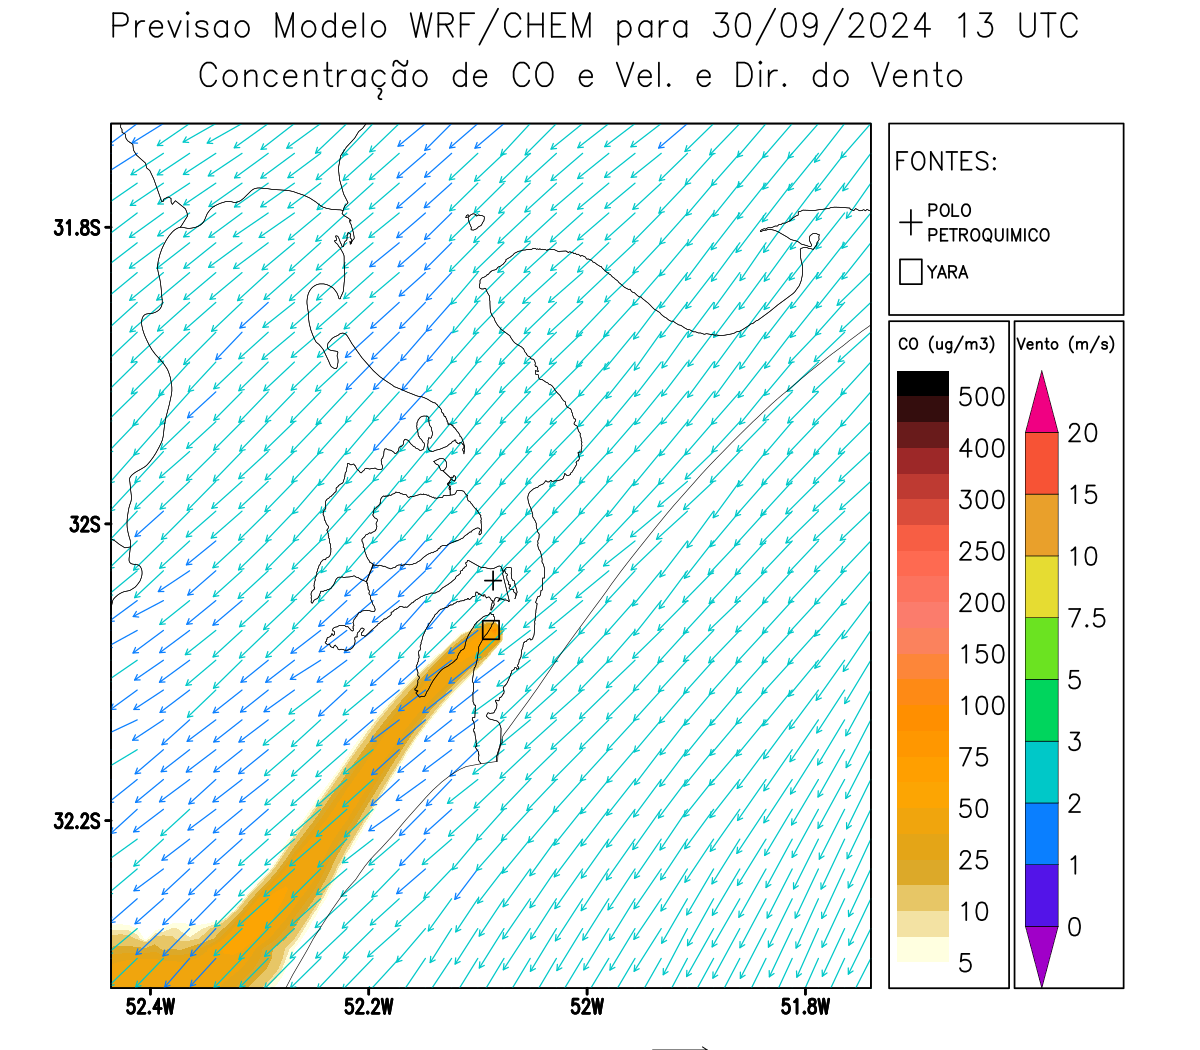 Previsao Modelo WRF/CHEM para 30/09/2024 13 UTC
Concentração de CO e Vel. e Dir. do Vento
FONTES:
POLO
PETROQUIMICO
YARA
CO (ug/m3)
500
400
300
250
200
150
100
75
50
25
10
5
Vento (m/s)
20
15
10
7.5
5
3
2
1
0
31.8S
32S
32.2S
52.4W
52.2W
52W
51.8W